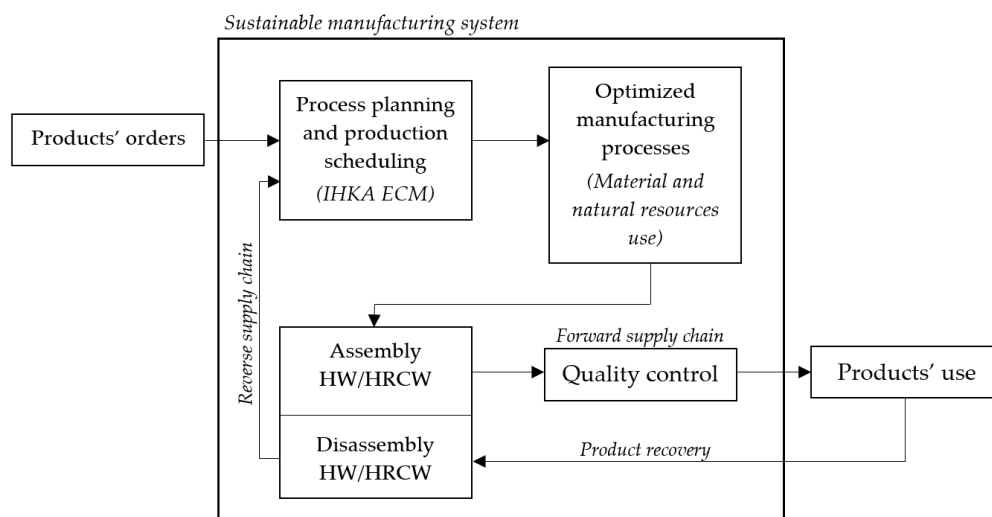 Sustainable manufacturing system
Products' orders
Process planning
and production
scheduling
(IHKA ECM)
Optimized
manufacturing
processes
(Material and
natural resources
use)
Reverse supply chain
Assembly
HW/HRCW
Forward supply chain
Quality control
Products' use
Disassembly
HW/HRCW
Product recovery